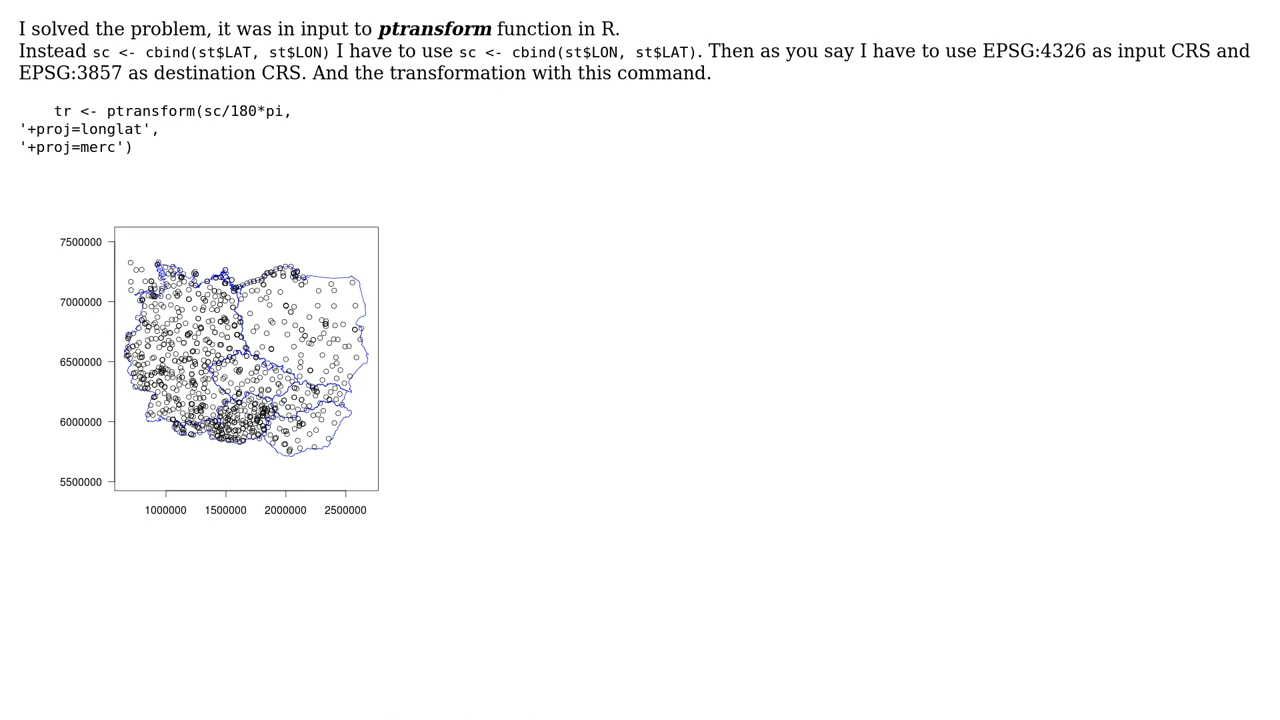 I solved the problem, it was in input to ptransform function in R.
Instead sc <- cbind(st$LAT, st$LON) I have to use sc <- cbind(st$LON, st$LAT). Then as you say I have to use EPSG:4326 as input CRS and
EPSG:3857 as destination CRS. And the transformation with this command.
tr <- ptransform(sc/180*pi,
'+proj=longlat',
'+proj=merc')
7500000
7000000
6500000
6000000
5500000
1000000 1500000 2000000 2500000